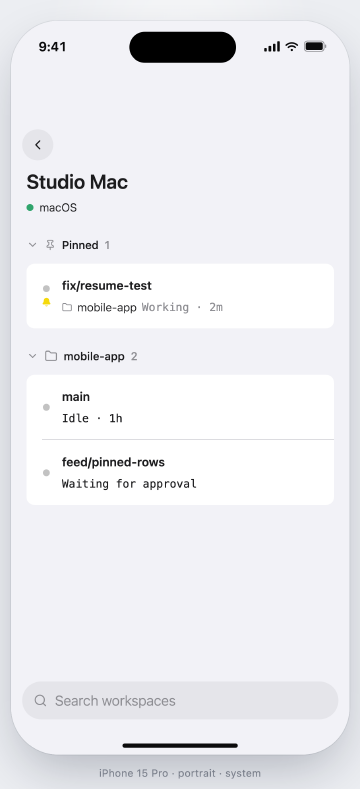 9:41
Studio Mac
macOS
Pinned 1
fix/resume-test
mobile-app Working · 2m
mobile-app 2
main
Idle · 1h
feed/pinned-rows
Waiting for approval
Search workspaces
iPhone 15 Pro · portrait · system